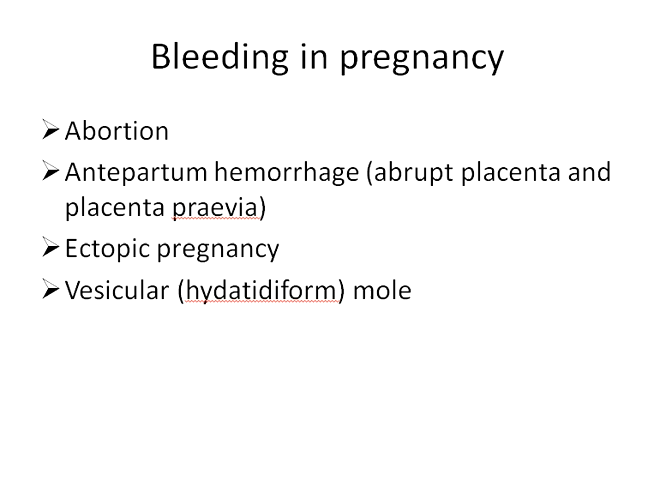 Bleeding in pregnancy
➢Abortion
➢Antepartum hemorrhage (abrupt placenta and
placenta praevia)
➢Ectopic pregnancy
➢Vesicular (hydatidiform) mole